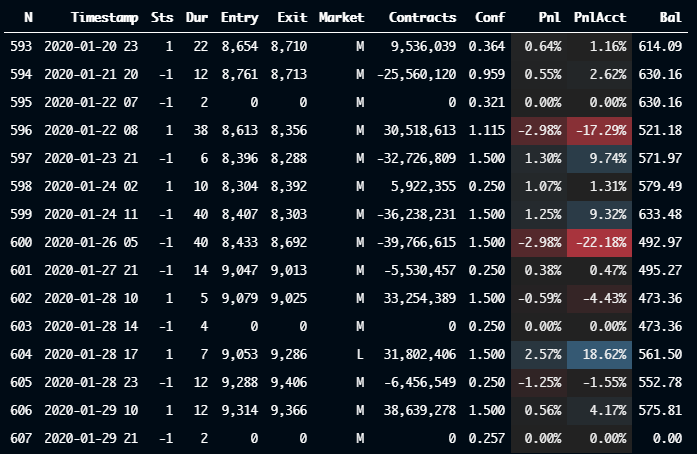 N Timestamp Sts Dur Entry Exit Market Contracts Conf Pnl PnlAcct Bal
593 2020-01-20 23 1 22 8,654 8,710 M 9,536,039 0.364 0.64% 1.16% 614.09
594 2020-01-21 20 -1 12 8,761 8,713 M -25,560,120 0.959 0.55% 2.62% 630.16
595 2020-01-22 07 -1 2 0 0 M 0 0.321 0.00% 0.00% 630.16
596 2020-01-22 08 1 38 8,613 8,356 M 30,518,613 1.115 -2.98% -17.29% 521.18
597 2020-01-23 21 -1 6 8,396 8,288 M -32,726,809 1.500 1.30% 9.74% 571.97
598 2020-01-24 02 1 10 8,304 8,392 M 5,922,355 0.250 1.07% 1.31% 579.49
599 2020-01-24 11 -1 40 8,407 8,303 M -36,238,231 1.500 1.25% 9.32% 633.48
600 2020-01-26 05 -1 40 8,433 8,692 M -39,766,615 1.500 -2.98% -22.18% 492.97
601 2020-01-27 21 -1 14 9,047 9,013 M -5,530,457 0.250 0.38% 0.47% 495.27
602 2020-01-28 10 1 5 9,079 9,025 M 33,254,389 1.500 -0.59% -4.43% 473.36
603 2020-01-28 14 -1 4 0 0 M 0 0.250 0.00% 0.00% 473.36
604 2020-01-28 17 1 7 9,053 9,286 L 31,802,406 1.500 2.57% 18.62% 561.50
605 2020-01-28 23 -1 12 9,288 9,406 M -6,456,549 0.250 -1.25% -1.55% 552.78
606 2020-01-29 10 1 12 9,314 9,366 M 38,639,278 1.500 0.56% 4.17% 575.81
607 2020-01-29 21 -1 2 0 0 M 0 0.257 0.00% 0.00% 0.00